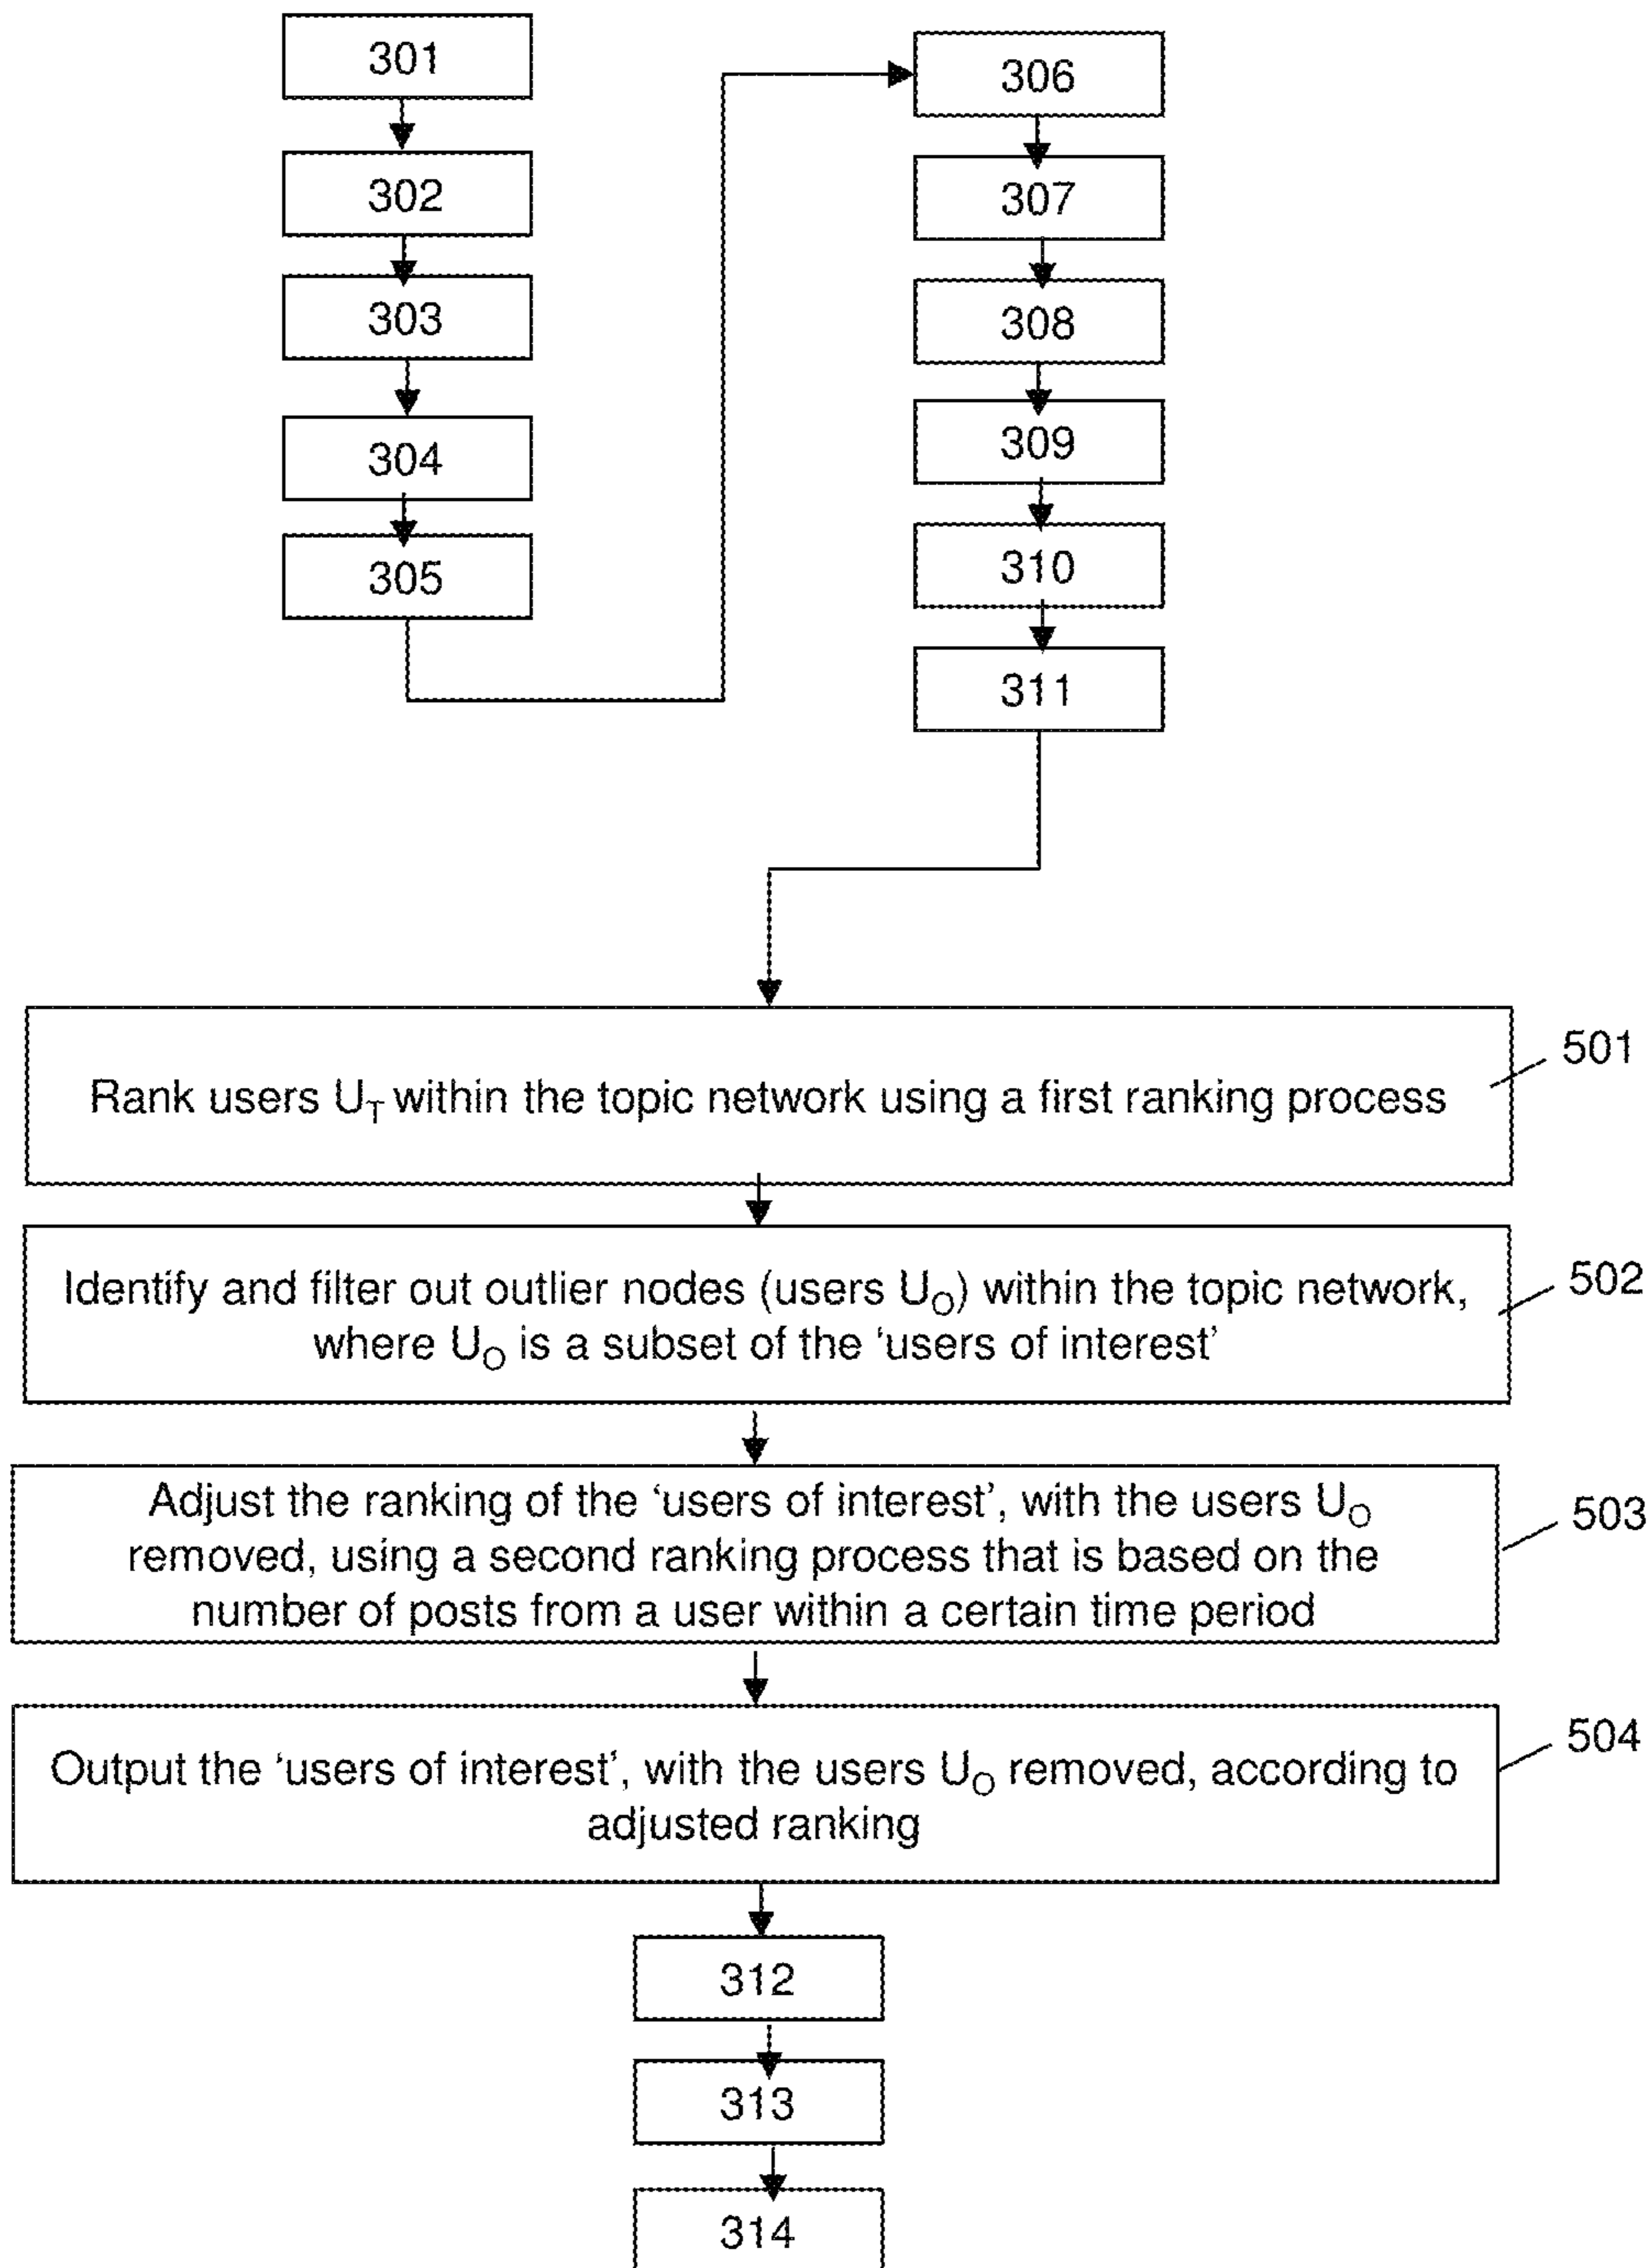 301
302
303
304
305
306
307
308
309
310
311
Rank users U_T within the topic network using a first ranking process
501
Identify and filter out outlier nodes (users U_O) within the topic network,
where U_O is a subset of the ‘users of interest’
502
Adjust the ranking of the ‘users of interest’, with the users U_O
removed, using a second ranking process that is based on the
number of posts from a user within a certain time period
503
Output the ‘users of interest’, with the users U_O removed, according to
adjusted ranking
504
312
313
314